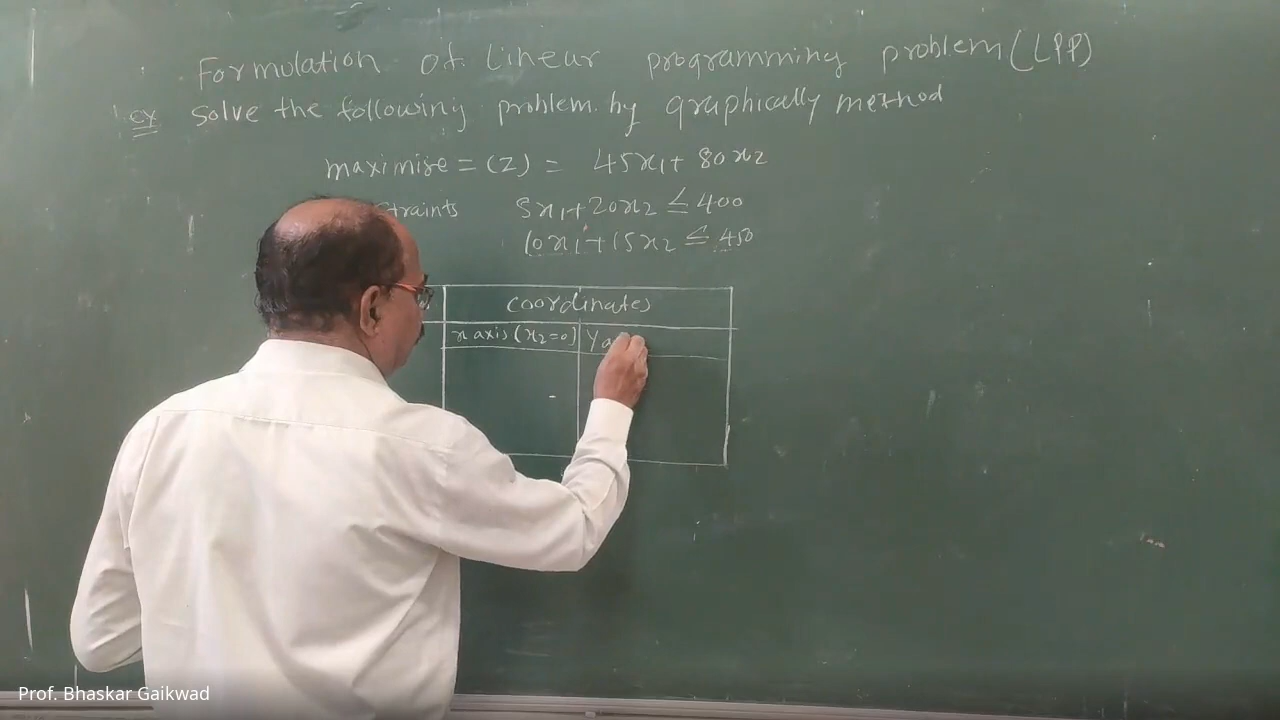 Formulation of Linear programming problem (LPP)
Ex Solve the following problem by graphically method
maximise = (Z) = 45x₁ + 80x₂
traints 5x₁ + 20x₂ ≤ 400
10x₁ + 15x₂ ≤ 450
coordinates
x axis (x₂=0) Y a
Prof. Bhaskar Gaikwad